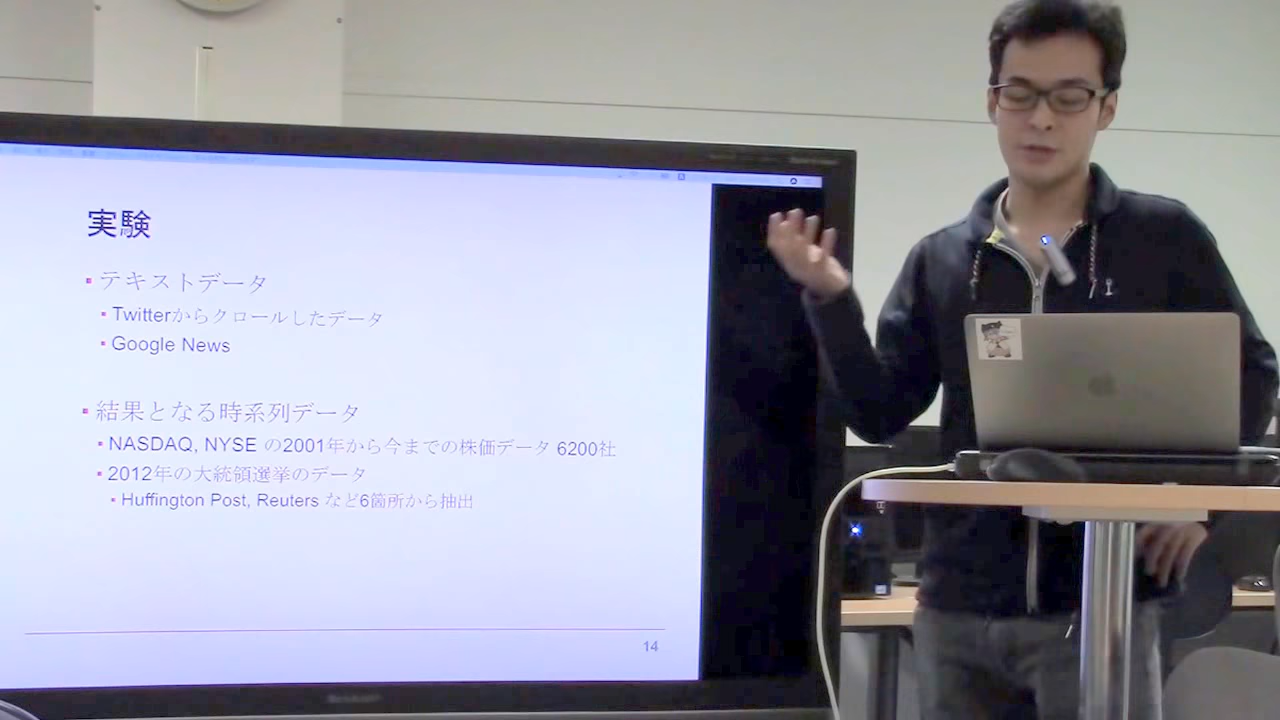 実験
テキストデータ
Twitterからクロールしたデータ
Google News
結果となる時系列データ
NASDAQ, NYSE の2001年から今までの株価データ 6200社
2012年の大統領選挙のデータ
Huffington Post, Reuters など6箇所から抽出
14